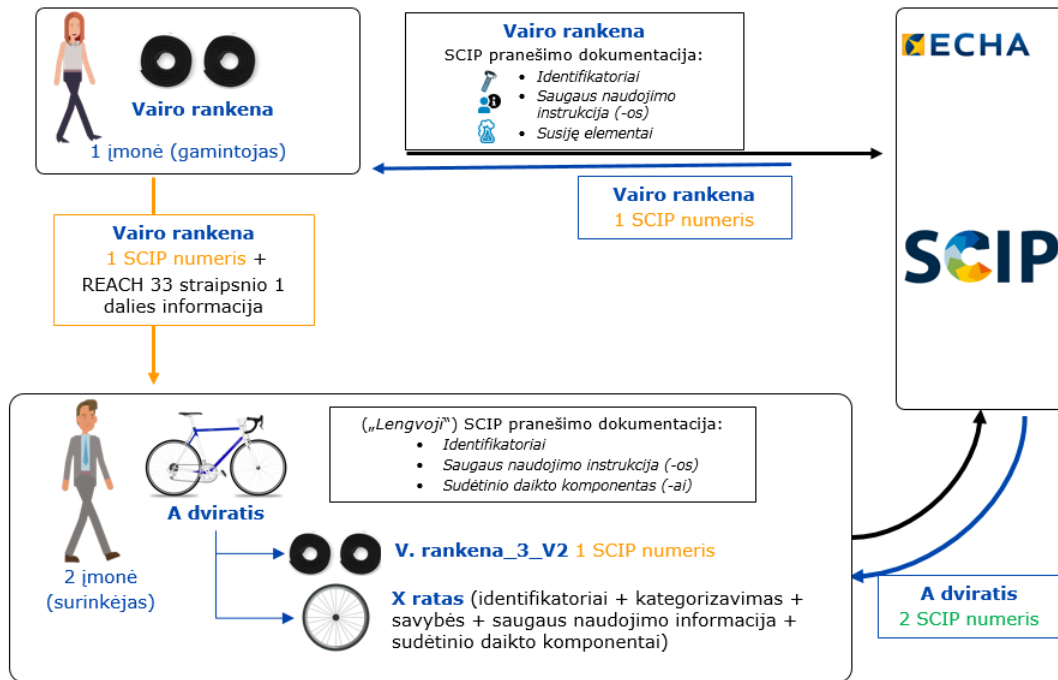 Vairo rankena
1 įmonė (gamintojas)
Vairo rankena
SCIP pranešimo dokumentacija:
• Identifikatoriai
• Saugaus naudojimo
instrukcija (-os)
• Susiję elementai
ECHA
Vairo rankena
1 SCIP numeris
SCIP
Vairo rankena
1 SCIP numeris +
REACH 33 straipsnio 1
dalies informacija
(„Lengvoji“) SCIP pranešimo dokumentacija:
• Identifikatoriai
• Saugaus naudojimo instrukcija (-os)
• Sudėtinio daikto komponentas (-ai)
A dviratis
2 įmonė
(surinkėjas)
V. rankena_3_V2 1 SCIP numeris
X ratas (identifikatoriai + kategorizavimas +
savybės + saugaus naudojimo informacija +
sudėtinio daikto komponentai)
A dviratis
2 SCIP numeris